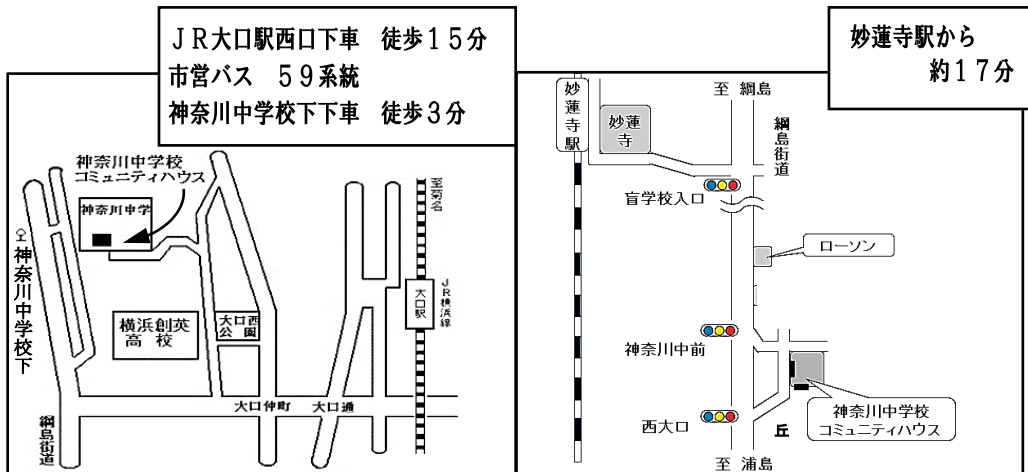 ＪＲ大口駅西口下車　徒歩１５分
市営バス　５９系統
神奈川中学校下下車　徒歩３分
神奈川中学校
コミュニティハウス
神奈川中学
神奈川中学校下
横浜創英
高校
大口西
公園
至菊名
ＪＲ横浜線
大口駅
大口仲町
大口通
綱島街道
妙蓮寺駅から
約１７分
至 綱島
妙蓮寺駅
妙蓮
寺
綱島街道
盲学校入口
ローソン
神奈川中前
西大口
丘
神奈川中学校
コミュニティハウス
至 浦島